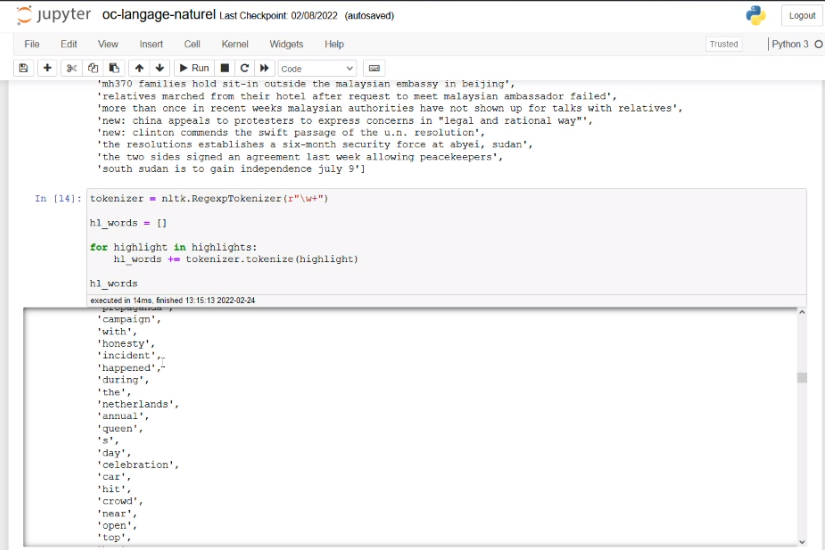 jupyter oc-langage-naturel Last Checkpoint: 02/08/2022 (autosaved)
Logout
File Edit View Insert Cell Kernel Widgets Help
Trusted
Python 3
Run
Code
'mh370 families hold sit-in outside the malaysian embassy in beijing',
'relatives marched from their hotel after request to meet malaysian ambassador failed',
'more than once in recent weeks malaysian authorities have not shown up for talks with relatives',
'new: china appeals to protesters to express concerns in "legal and rational way"',
'new: clinton commends the swift passage of the u.n. resolution',
'the resolutions establishes a six-month security force at abyei, sudan',
'the two sides signed an agreement last week allowing peacekeepers',
'south sudan is to gain independence july 9']
In [14]: tokenizer = nltk.RegexpTokenizer(r"\w+")
hl_words = []
for highlight in highlights:
hl_words += tokenizer.tokenize(highlight)
hl_words
executed in 14ms, finished 13:15:13 2022-02-24
'propaganda',
'campaign',
'with',
'honesty',
'incident',
'happened',
'during',
'the',
'netherlands',
'annual',
'queen',
's',
'day',
'celebration',
'car',
'hit',
'crowd',
'near',
'open',
'top',